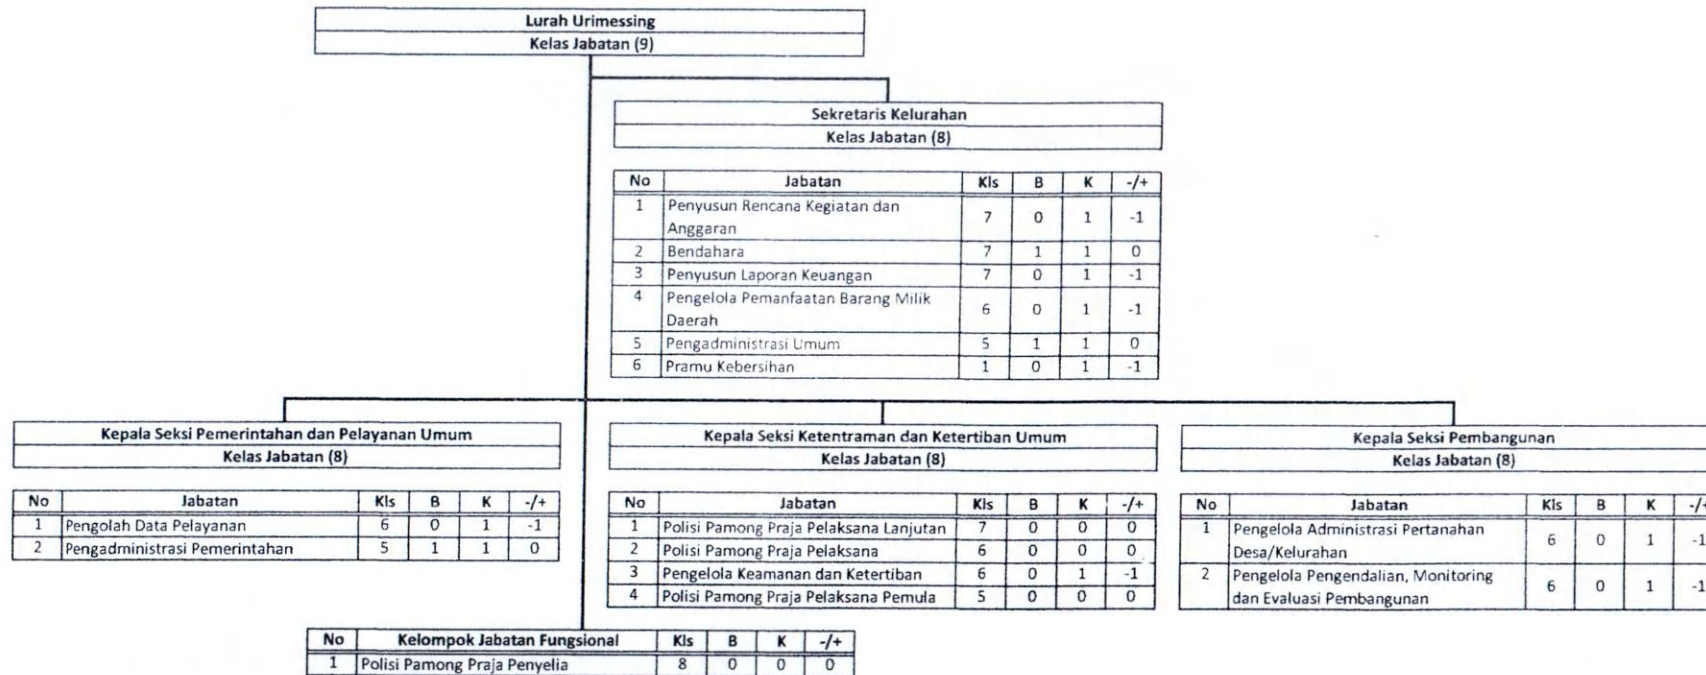 Lurah Urimessing
Kelas Jabatan (9)
Sekretaris Kelurahan
Kelas Jabatan (8)
No Jabatan Kls B K -/+
1 Penyusun Rencana Kegiatan dan
Anggaran 7 0 1 -1
2 Bendahara 7 1 1 0
3 Penyusun Laporan Keuangan 7 0 1 -1
4 Pengelola Pemanfaatan Barang Milik
Daerah 6 0 1 -1
5 Pengadministrasi Umum 5 1 1 0
6 Pramu Kebersihan 1 0 1 -1
Kepala Seksi Pemerintahan dan Pelayanan Umum
Kelas Jabatan (8)
No Jabatan Kls B K -/+
1 Pengolah Data Pelayanan 6 0 1 -1
2 Pengadministrasi Pemerintahan 5 1 1 0
Kepala Seksi Ketentraman dan Ketertiban Umum
Kelas Jabatan (8)
No Jabatan Kls B K -/+
1 Polisi Pamong Praja Pelaksana Lanjutan 7 0 0 0
2 Polisi Pamong Praja Pelaksana 6 0 0 0
3 Pengelola Keamanan dan Ketertiban 6 0 1 -1
4 Polisi Pamong Praja Pelaksana Pemula 5 0 0 0
Kepala Seksi Pembangunan
Kelas Jabatan (8)
No Jabatan Kls B K -/+
1 Pengelola Administrasi Pertanahan
Desa/Kelurahan 6 0 1 -1
2 Pengelola Pengendalian, Monitoring
dan Evaluasi Pembangunan 6 0 1 -1
No Kelompok Jabatan Fungsional Kls B K -/+
1 Polisi Pamong Praja Penyelia 8 0 0 0